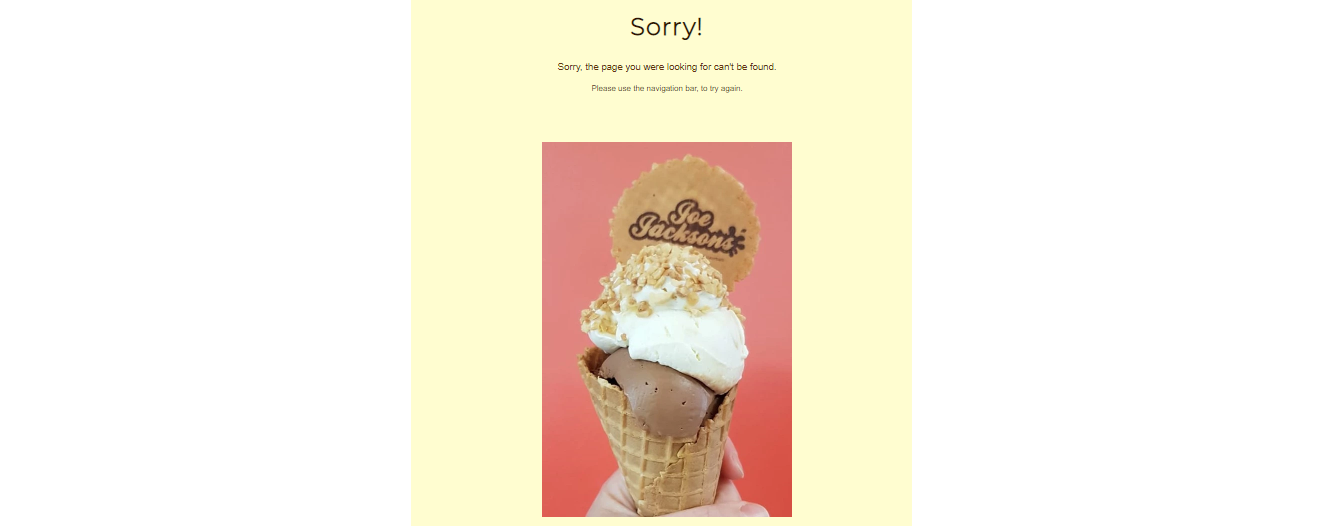 Sorry!
Sorry, the page you were looking for can't be found.
Please use the navigation bar, to try again.
Joe
Jacksons